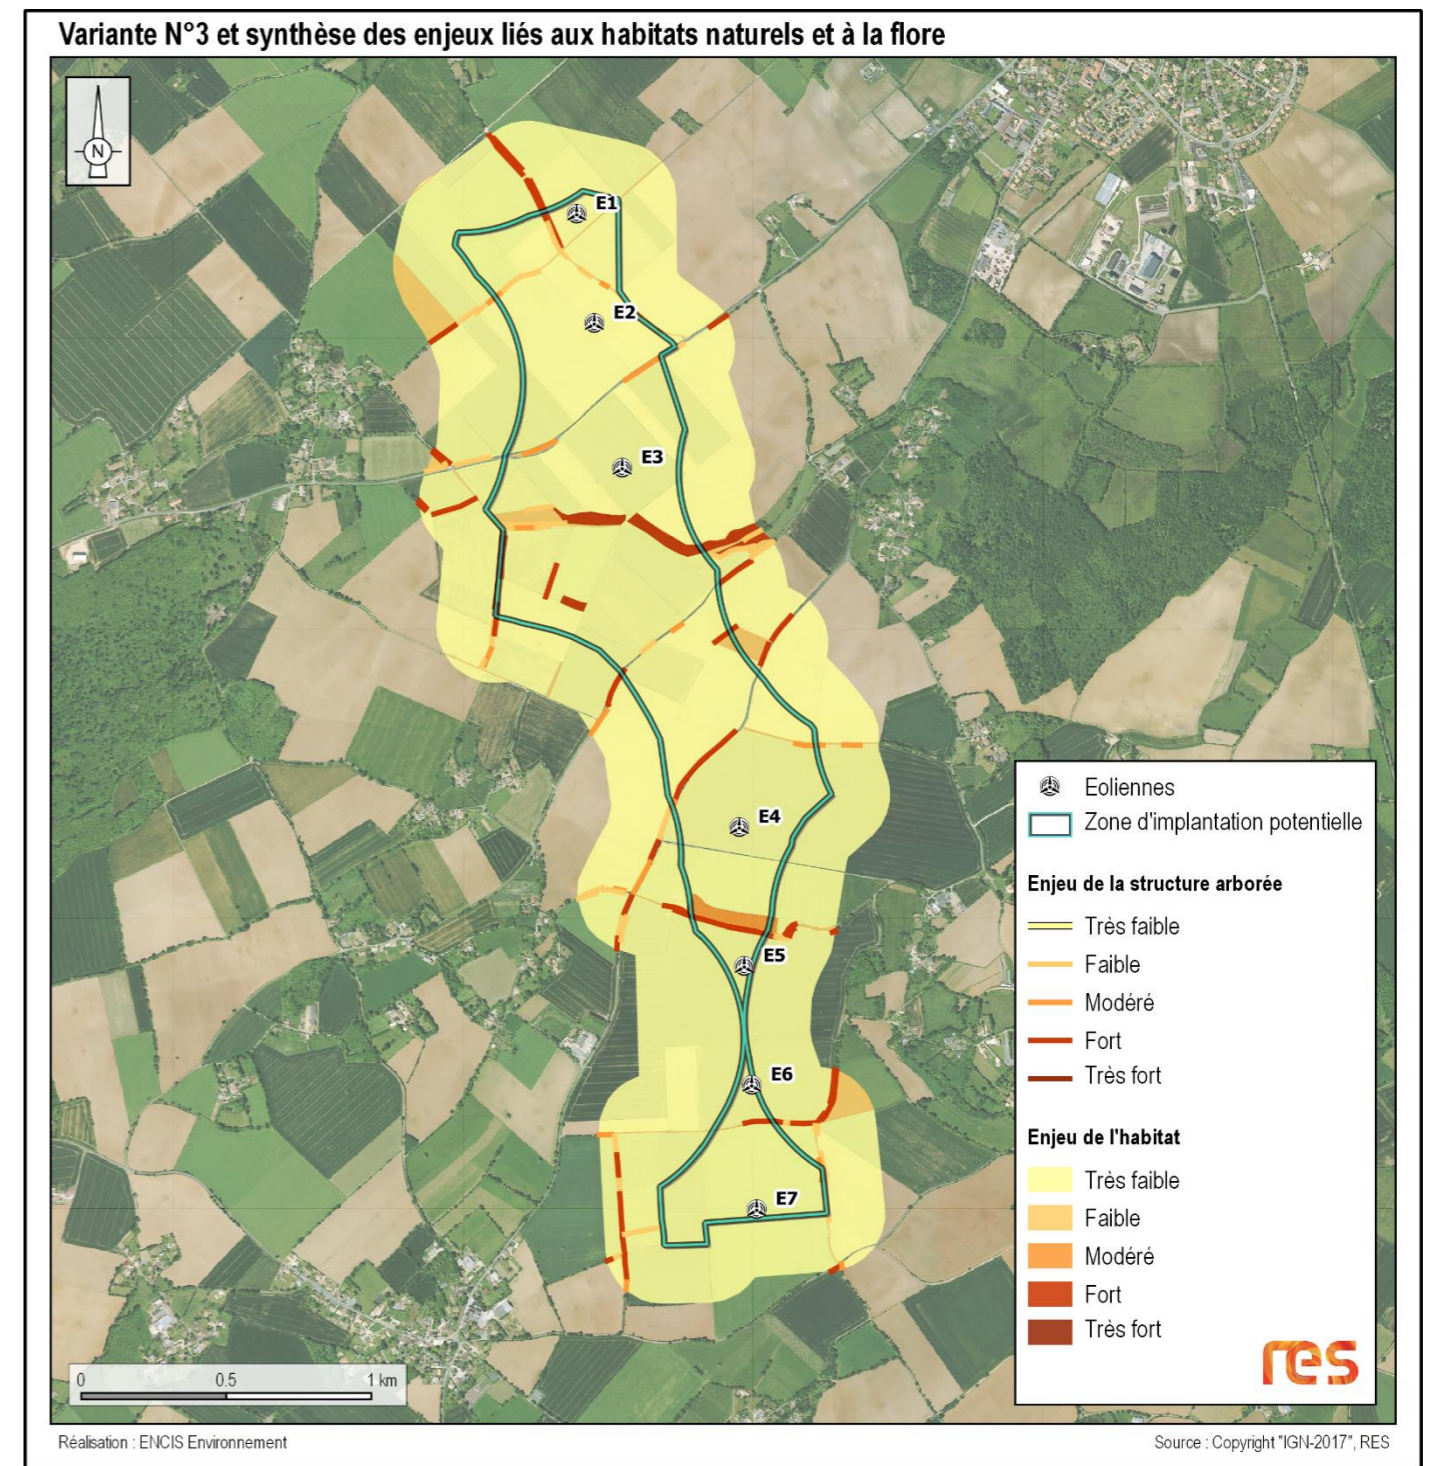 Variante N°3 et synthèse des enjeux liés aux habitats naturels et à la flore
N
E1
E2
E3
E4
E5
E6
E7
Eoliennes
Zone d'implantation potentielle
Enjeu de la structure arborée
Très faible
Faible
Modéré
Fort
Très fort
Enjeu de l'habitat
Très faible
Faible
Modéré
Fort
Très fort
res
0 0.5 1 km
Réalisation : ENCIS Environnement
Source : Copyright "IGN-2017", RES